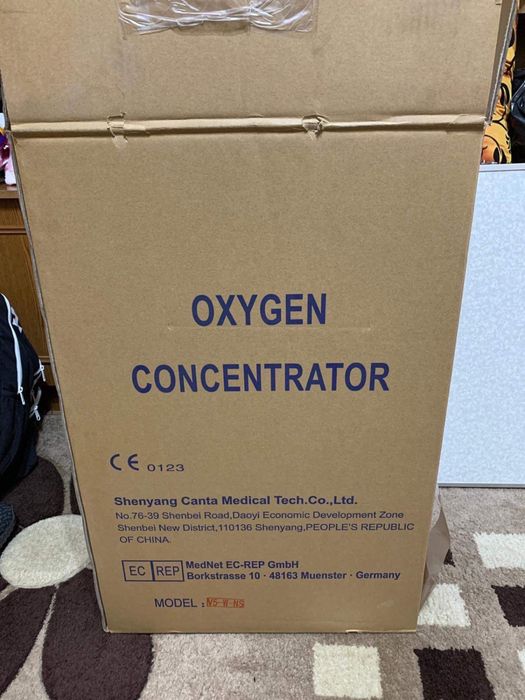 OXYGEN
CONCENTRATOR
CE 0123
Shenyang Canta Medical Tech.Co.,Ltd.
No.76-39 Shenbei Road,Daoyi Economic Development Zone
Shenbei New District,110136 Shenyang,PEOPLE'S REPUBLIC
OF CHINA.
EC REP MedNet EC-REP GmbH
Borkstrasse 10 · 48163 Muenster · Germany
MODEL : V5-W-NS